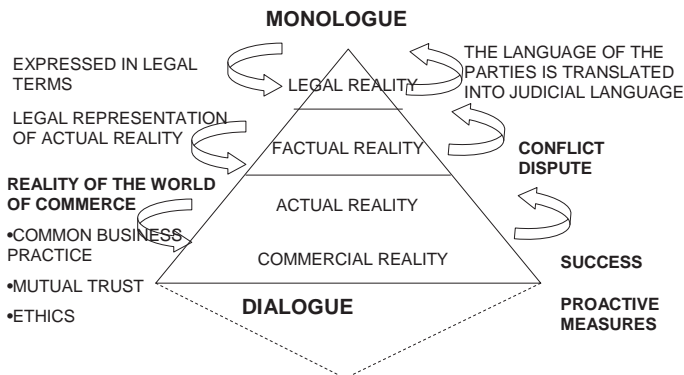 MONOLOGUE
EXPRESSED IN LEGAL
TERMS
THE LANGUAGE OF THE
PARTIES IS TRANSLATED
INTO JUDICIAL LANGUAGE
LEGAL REALITY
LEGAL REPRESENTATION
OF ACTUAL REALITY
FACTUAL REALITY
CONFLICT
DISPUTE
REALITY OF THE WORLD
OF COMMERCE
•COMMON BUSINESS
PRACTICE
•MUTUAL TRUST
•ETHICS
ACTUAL REALITY
COMMERCIAL REALITY
SUCCESS
PROACTIVE
MEASURES
DIALOGUE